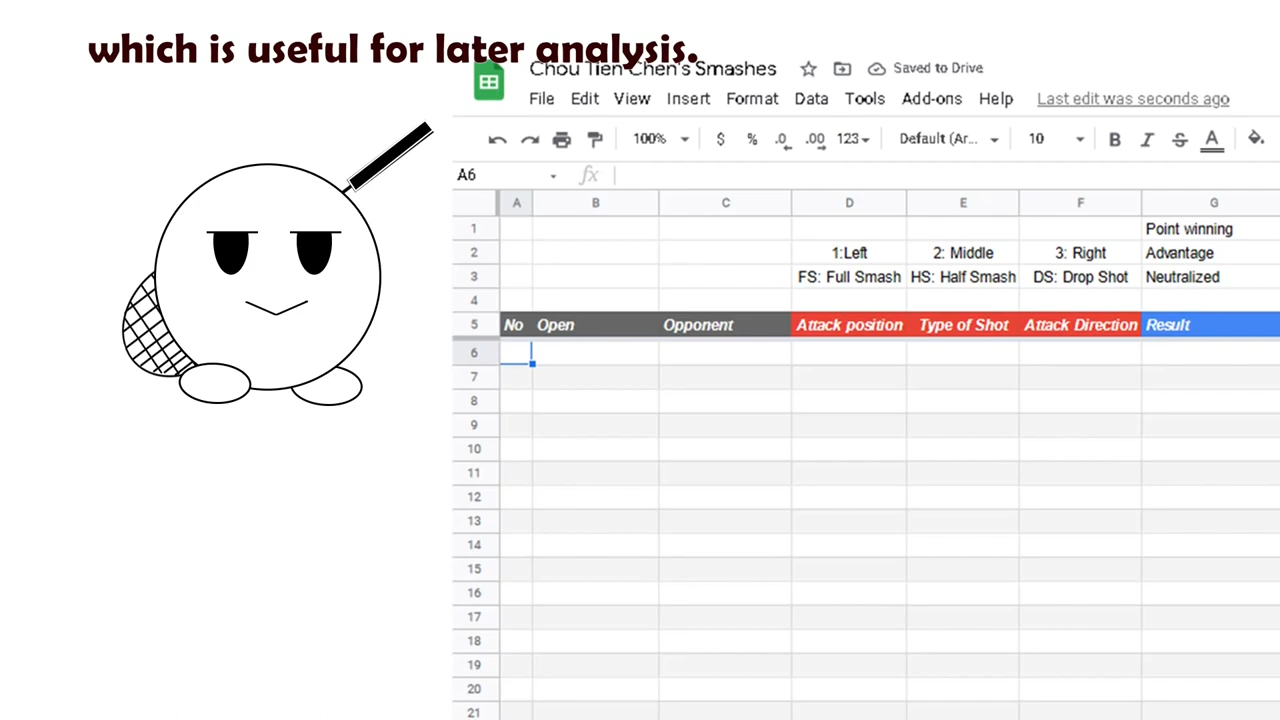 which is useful for later analysis.
Chou Tien Chen's Smashes Saved to Drive
File Edit View Insert Format Data Tools Add-ons Help Last edit was seconds ago
100% $ % .0 .00 123 Default (Ar... 10 B I S A
A6 fx
A B C D E F G
1 Point winning
2 1:Left 2: Middle 3: Right Advantage
3 FS: Full Smash HS: Half Smash DS: Drop Shot Neutralized
4
5 No Open Opponent Attack position Type of Shot Attack Direction Result
6
7
8
9
10
11
12
13
14
15
16
17
18
19
20
21